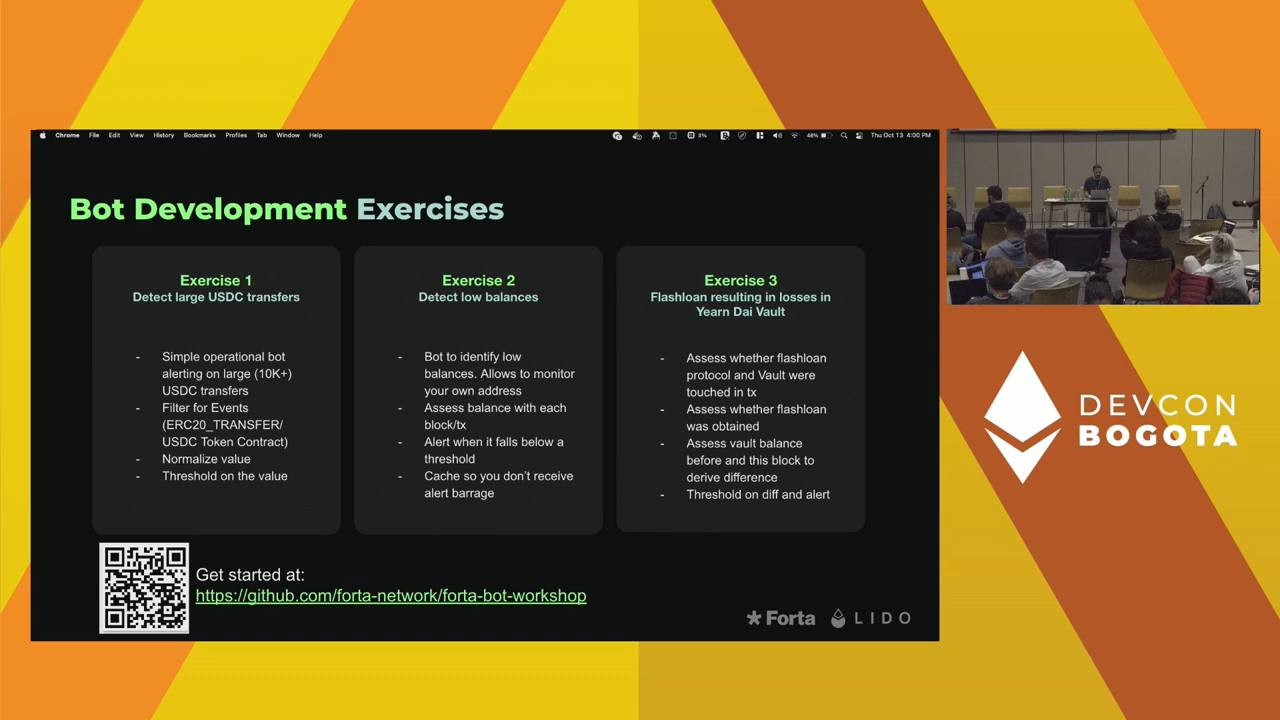 Chrome File Edit View History Bookmarks Profiles Tab Window Help
3% 48% Thu Oct 13 4:00 PM
Bot Development Exercises
Exercise 1
Detect large USDC transfers
- Simple operational bot
alerting on large (10K+)
USDC transfers
- Filter for Events
(ERC20_TRANSFER/
USDC Token Contract)
- Normalize value
- Threshold on the value
Exercise 2
Detect low balances
- Bot to identify low
balances. Allows to monitor
your own address
- Assess balance with each
block/tx
- Alert when it falls below a
threshold
- Cache so you don't receive
alert barrage
Exercise 3
Flashloan resulting in losses in
Yearn Dai Vault
- Assess whether flashloan
protocol and Vault were
touched in tx
- Assess whether flashloan
was obtained
- Assess vault balance
before and this block to
derive difference
- Threshold on diff and alert
Get started at:
https://github.com/forta-network/forta-bot-workshop
Forta LIDO
DEVCON
BOGOTA